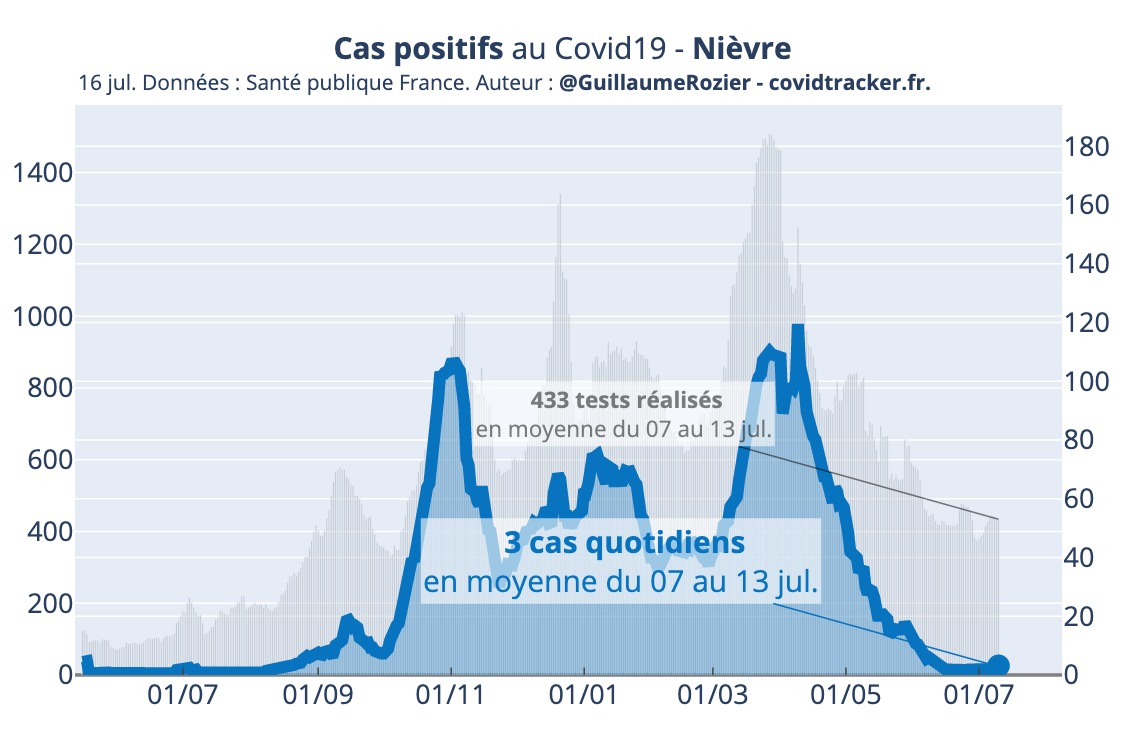 Cas positifs au Covid19 - Nièvre
16 jul. Données : Santé publique France. Auteur : @GuillaumeRozier - covidtracker.fr.
1400
1200
1000
800
600
400
200
0
180
160
140
120
100
80
60
40
20
0
433 tests réalisés
en moyenne du 07 au 13 jul.
3 cas quotidiens
en moyenne du 07 au 13 jul.
01/07 01/09 01/11 01/01 01/03 01/05 01/07